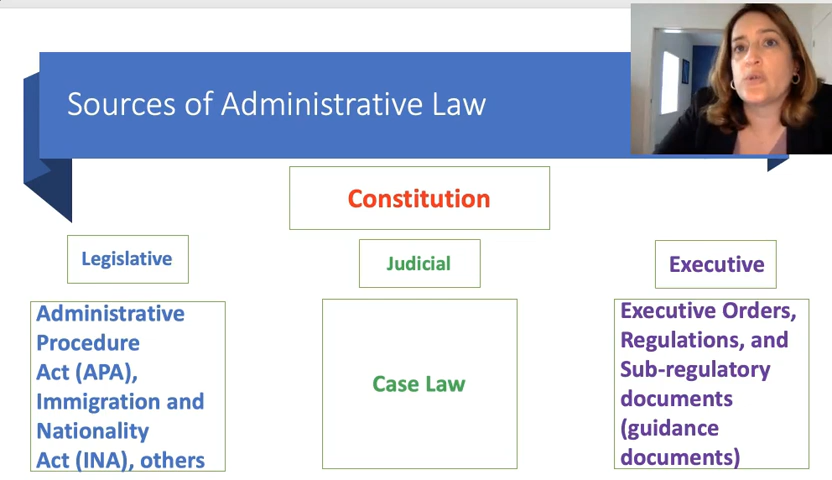 Sources of Administrative Law
Constitution
Legislative
Judicial
Executive
Administrative
Procedure
Act (APA),
Immigration and
Nationality
Act (INA), others
Case Law
Executive Orders,
Regulations, and
Sub-regulatory
documents
(guidance
documents)